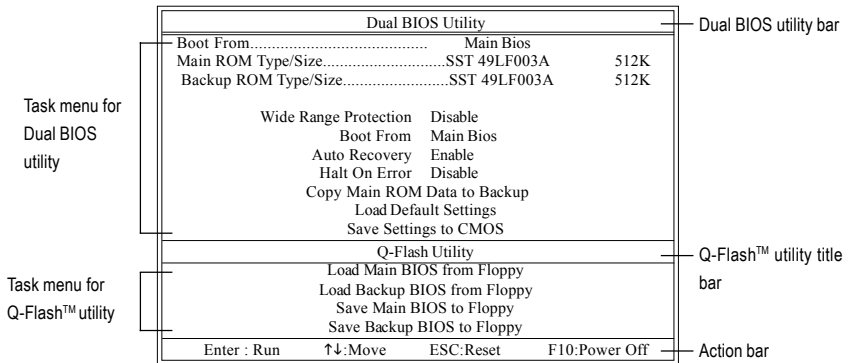 Dual BIOS Utility
Dual BIOS utility bar
Boot From.......................................... Main Bios
Main ROM Type/Size.............................SST 49LF003A 512K
Backup ROM Type/Size.........................SST 49LF003A 512K
Task menu for
Dual BIOS
utility
Wide Range Protection Disable
Boot From Main Bios
Auto Recovery Enable
Halt On Error Disable
Copy Main ROM Data to Backup
Load Default Settings
Save Settings to CMOS
Q-Flash Utility
Q-Flash™ utility title
bar
Task menu for
Q-Flash™ utility
Load Main BIOS from Floppy
Load Backup BIOS from Floppy
Save Main BIOS to Floppy
Save Backup BIOS to Floppy
Enter : Run ↑↓:Move ESC:Reset F10:Power Off
Action bar